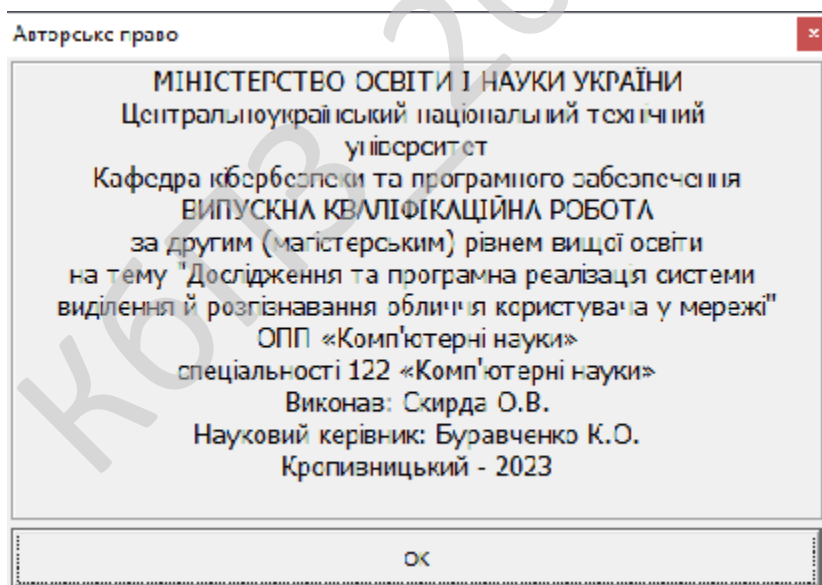 Авторське право
МІНІСТЕРСТВО ОСВІТИ І НАУКИ УКРАЇНИ
Центральноукраїнський національний технічний
університет
Кафедра кібербезпеки та програмного забезпечення
ВИПУСКНА КВАЛІФІКАЦІЙНА РОБОТА
за другим (магістерським) рівнем вищої освіти
на тему "Дослідження та програмна реалізація системи
виділення й розпізнавання обличчя користувача у мережі"
ОПП «Комп'ютерні науки»
спеціальності 122 «Комп'ютерні науки»
Виконав: Скирда О.В.
Науковий керівник: Буравченко К.О.
Кропивницький - 2023
ОК